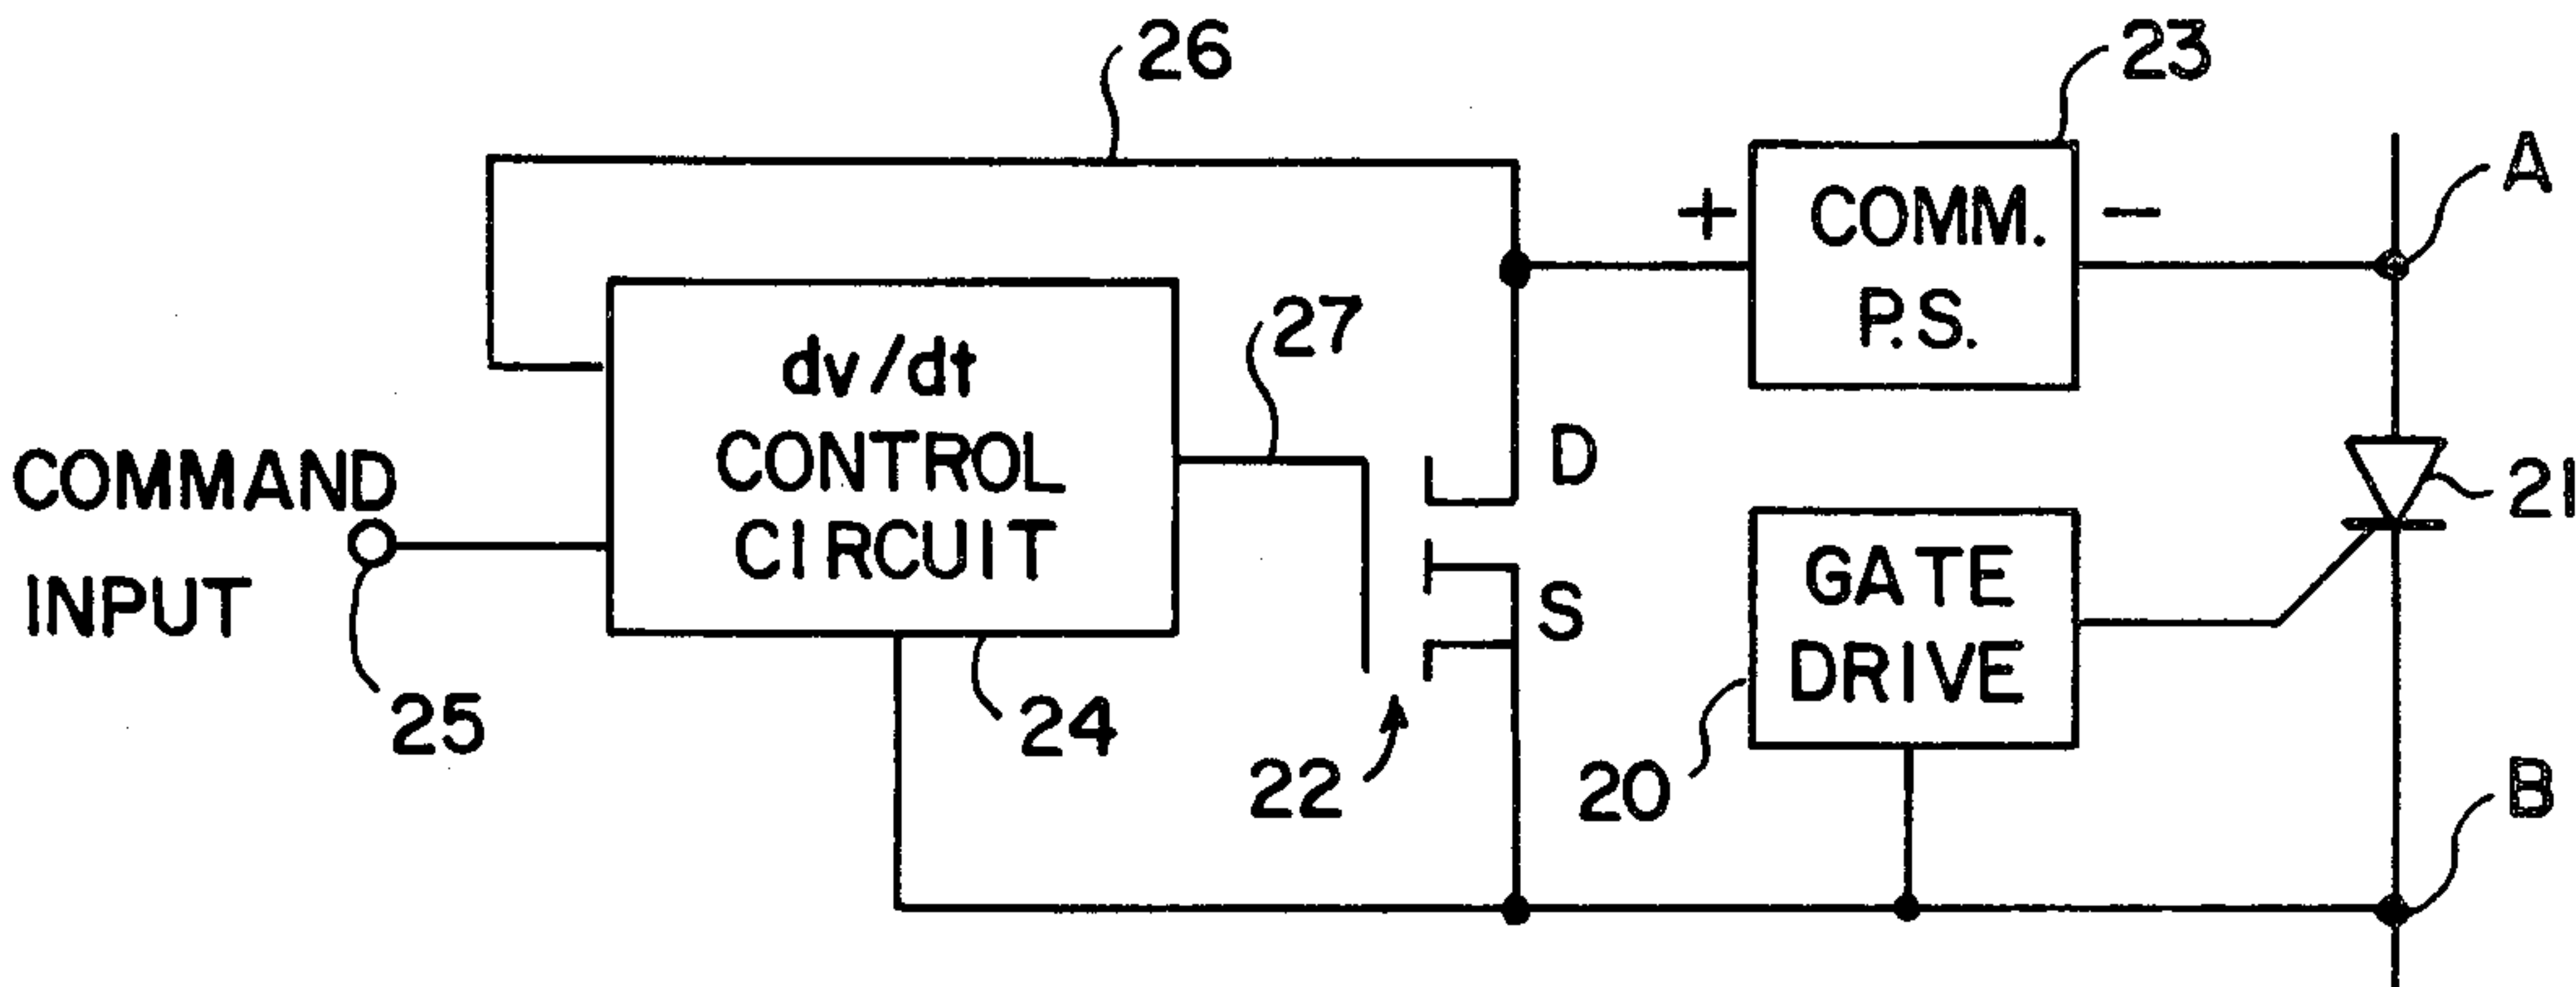 26
23
A
+
COMM.
P.S.
-
dv/dt
CONTROL
CIRCUIT
27
D
21
COMMAND
INPUT
25
S
GATE
DRIVE
24
22
20
B